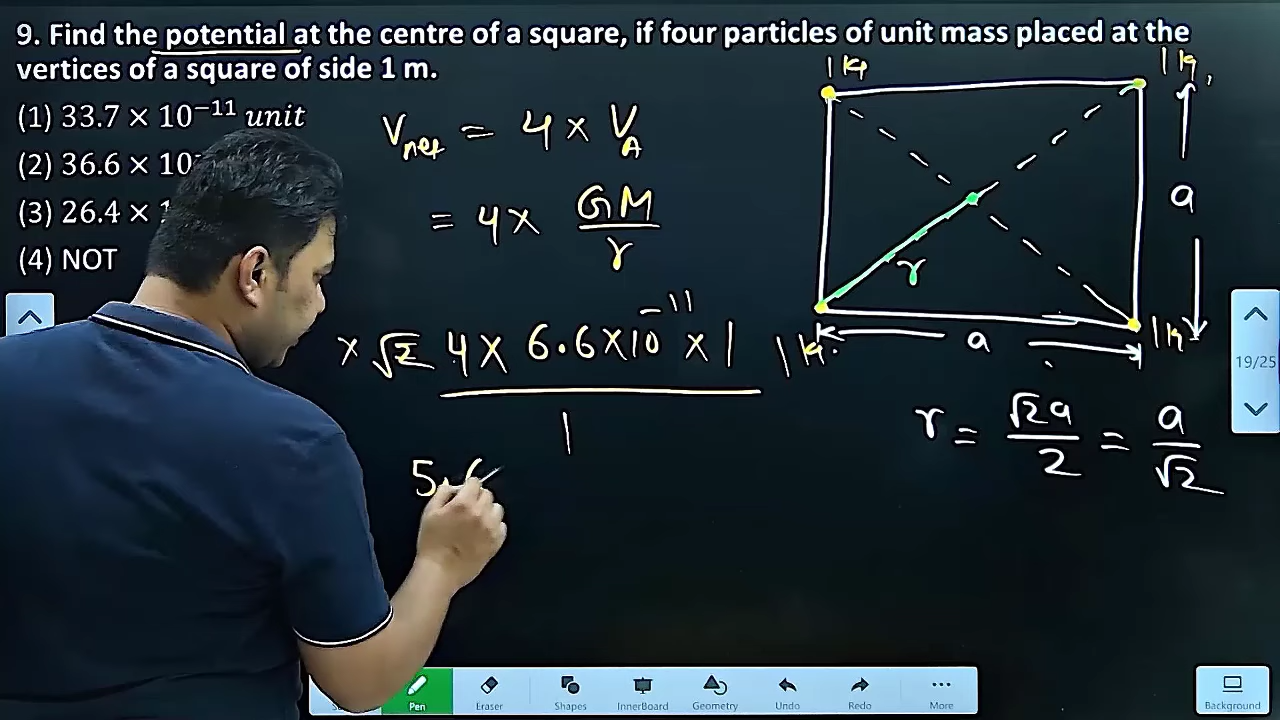 9. Find the potential at the centre of a square, if four particles of unit mass placed at the
vertices of a square of side 1 m.
(1) 33.7 × 10⁻¹¹ unit
(2) 36.6 × 10
(3) 26.4 ×
(4) NOT
V_net = 4 × V_A
= 4 × GM/r
× √2 4 × 6.6 × 10⁻¹¹ × 1
1
5.6
1 kg
1 kg
a
r
1 kg
1 kg
a
r = √2a/2 = a/√2
19/25
Pen
Eraser
Shapes
InnerBoard
Geometry
Undo
Redo
More
Background